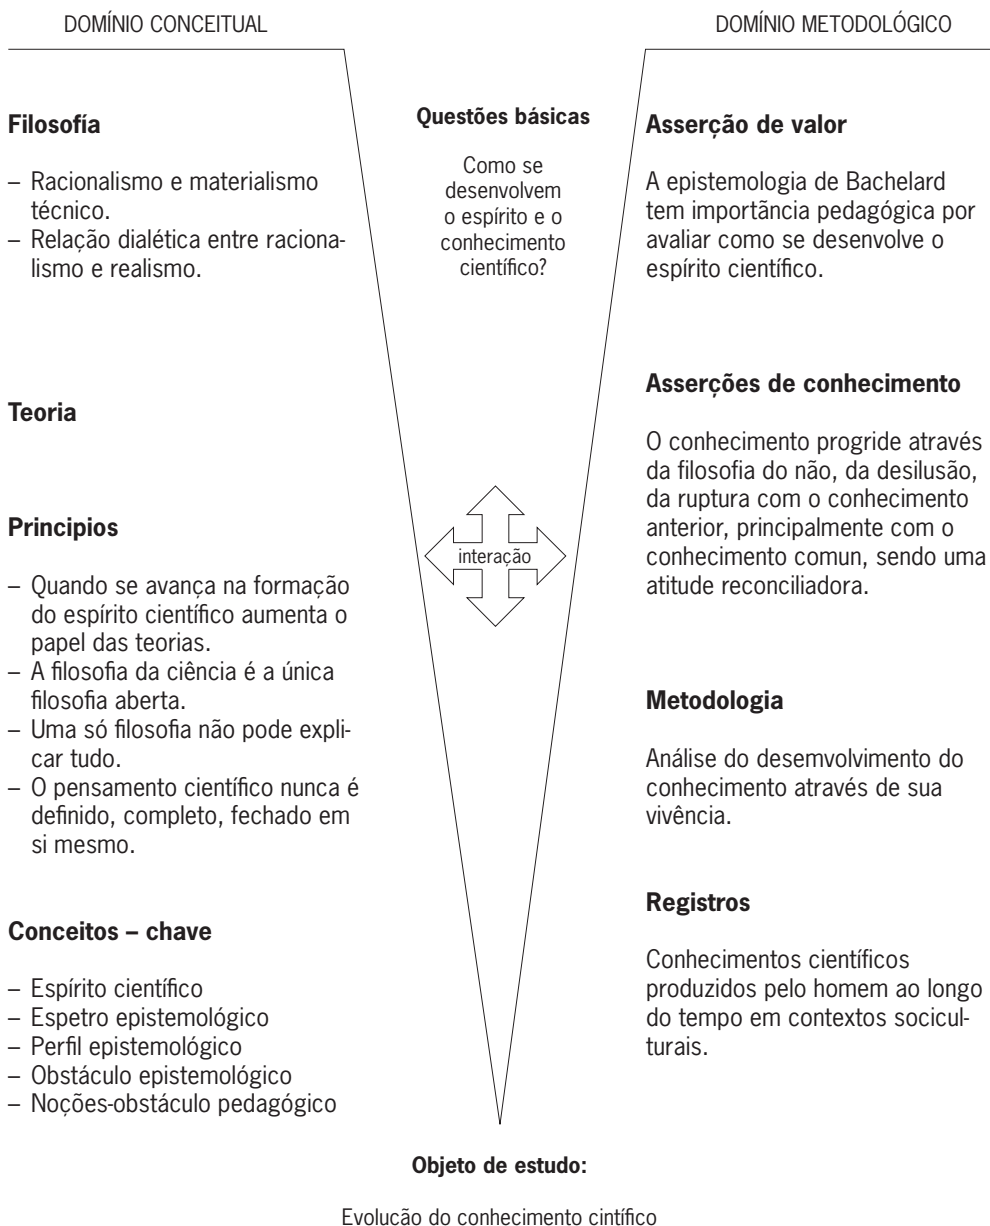 DOMÍNIO CONCEITUAL
DOMÍNIO METODOLÓGICO
Filosofía
– Racionalismo e materialismo
técnico.
– Relação dialética entre raciona-
lismo e realismo.
Teoria
Principios
– Quando se avança na formação
do espírito científico aumenta o
papel das teorias.
– A filosofia da ciência é a única
filosofia aberta.
– Uma só filosofia não pode expli-
car tudo.
– O pensamento científico nunca é
definido, completo, fechado em
si mesmo.
Conceitos – chave
– Espírito científico
– Espetro epistemológico
– Perfil epistemológico
– Obstáculo epistemológico
– Noções-obstáculo pedagógico
Questões básicas
Como se
desenvolvem
o espírito e o
conhecimento
científico?
interação
Asserção de valor
A epistemologia de Bachelard
tem importãncia pedagógica por
avaliar como se desenvolve o
espírito científico.
Asserções de conhecimento
O conhecimento progride através
da filosofia do não, da desilusão,
da ruptura com o conhecimento
anterior, principalmente com o
conhecimento comun, sendo uma
atitude reconciliadora.
Metodologia
Análise do desemvolvimento do
conhecimento através de sua
vivência.
Registros
Conhecimentos científicos
produzidos pelo homem ao longo
do tempo em contextos sociccul-
turais.
Objeto de estudo:
Evolucão do conhecimento cintífico